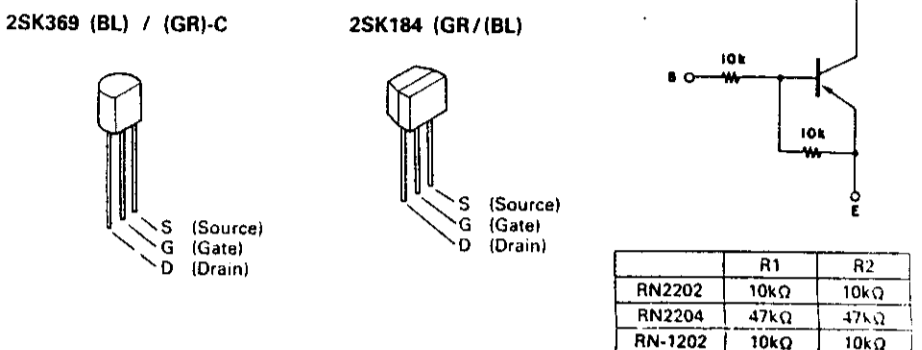 2SK369 (BL) / (GR)-C
S (Source)
G (Gate)
D (Drain)
2SK184 (GR/(BL)
S (Source)
G (Gate)
D (Drain)
10k
B
10k
E
R1 R2
RN2202 10kΩ 10kΩ
RN2204 47kΩ 47kΩ
RN-1202 10kΩ 10kΩ